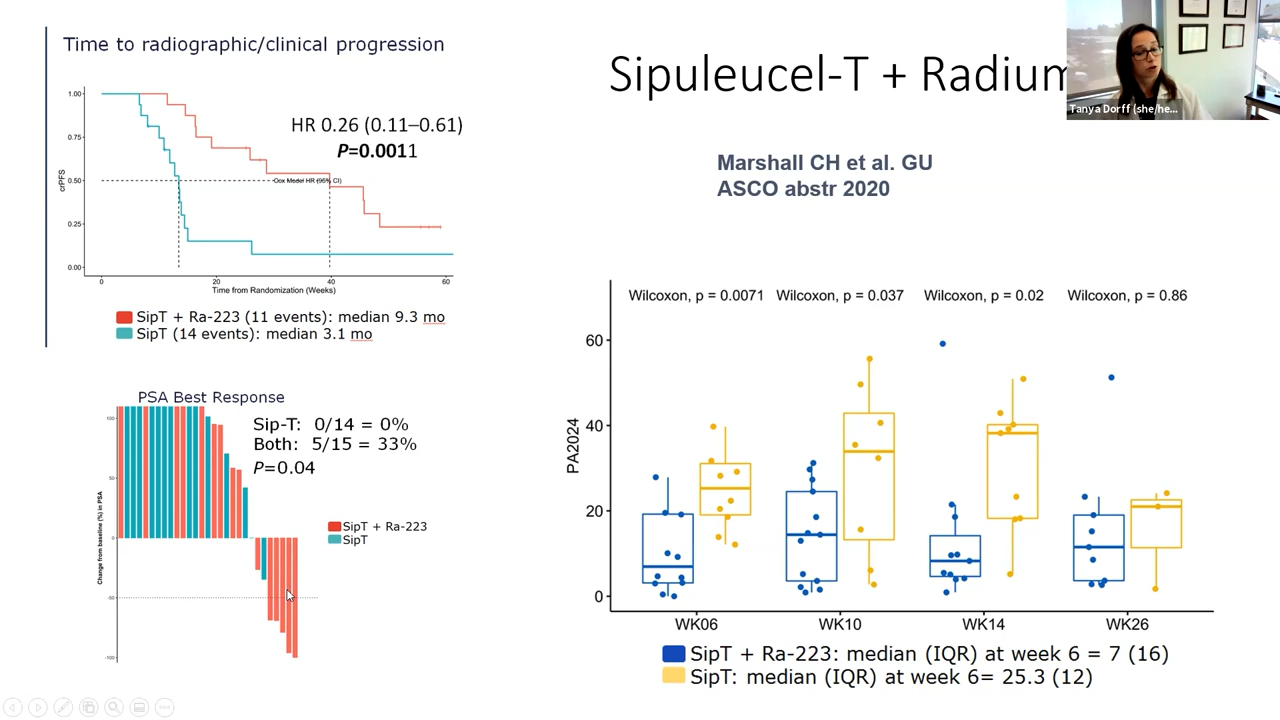 Time to radiographic/clinical progression
Sipuleucel-T + Radium
Tanya Dorff (she/he...
HR 0.26 (0.11–0.61)
P=0.0011
Marshall CH et al. GU
ASCO abstr 2020
crPFS
1.00
0.75
0.50
0.25
0.00
Cox Model HR (95% CI)
0
20
40
60
Time from Randomization (Weeks)
SipT + Ra-223 (11 events): median 9.3 mo
SipT (14 events): median 3.1 mo
PSA Best Response
Sip-T: 0/14 = 0%
Both: 5/15 = 33%
P=0.04
Change from baseline (%) in PSA
100
50
0
-50
-100
SipT + Ra-223
SipT
Wilcoxon, p = 0.0071
Wilcoxon, p = 0.037
Wilcoxon, p = 0.02
Wilcoxon, p = 0.86
PA2024
60
40
20
0
WK06
WK10
WK14
WK26
SipT + Ra-223: median (IQR) at week 6 = 7 (16)
SipT: median (IQR) at week 6= 25.3 (12)